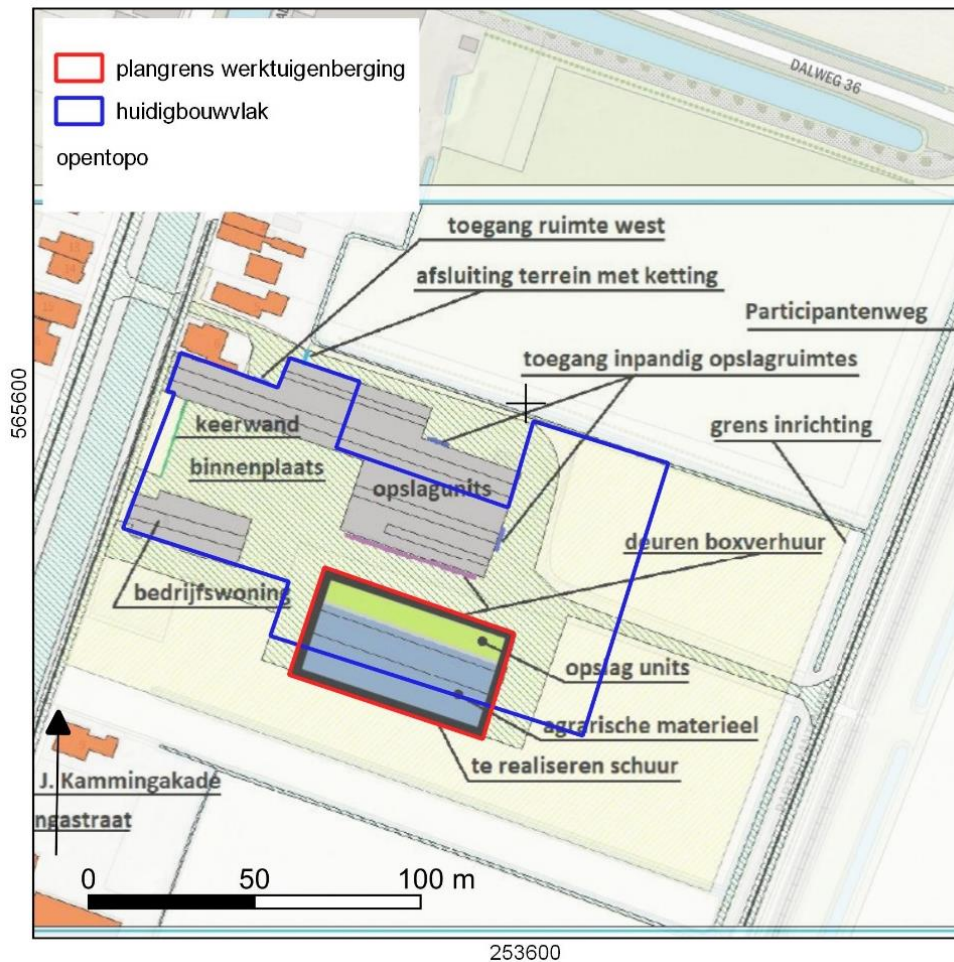 plangrens werktuigenberging
huidigbouwvlak
opentopo
DALWEG 36
toegang ruimte west
afsluiting terrein met ketting
Participantenweg
toegang inpandig opslagruimtes
565600
keerwand
grens inrichting
binnenplaats
opslagunits
deuren boxverhuur
bedrijfswoning
opslag units
agrarische materieel
te realiseren schuur
J. Kammingakade
ngastraat
0 50 100 m
253600